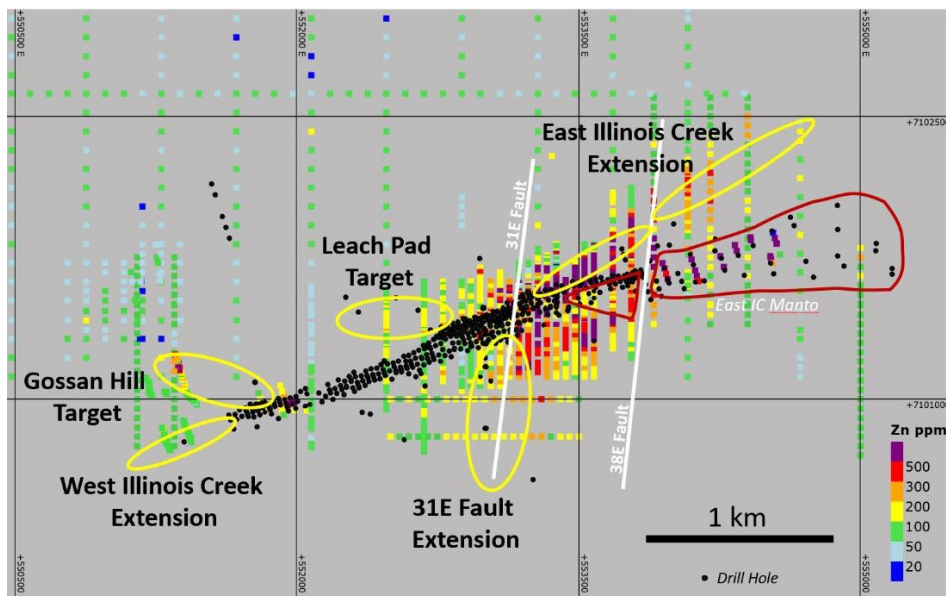 +550500 E
+552000 E
+553500 E
+555000 E
+7102500
East Illinois Creek
Extension
31E Fault
Leach Pad
Target
East IC Manto
Gossan Hill
Target
+7101000
Zn ppm
500
300
200
100
50
20
38E Fault
West Illinois Creek
Extension
31E Fault
Extension
1 km
Drill Hole
+550500
+552000
+553500
+555000